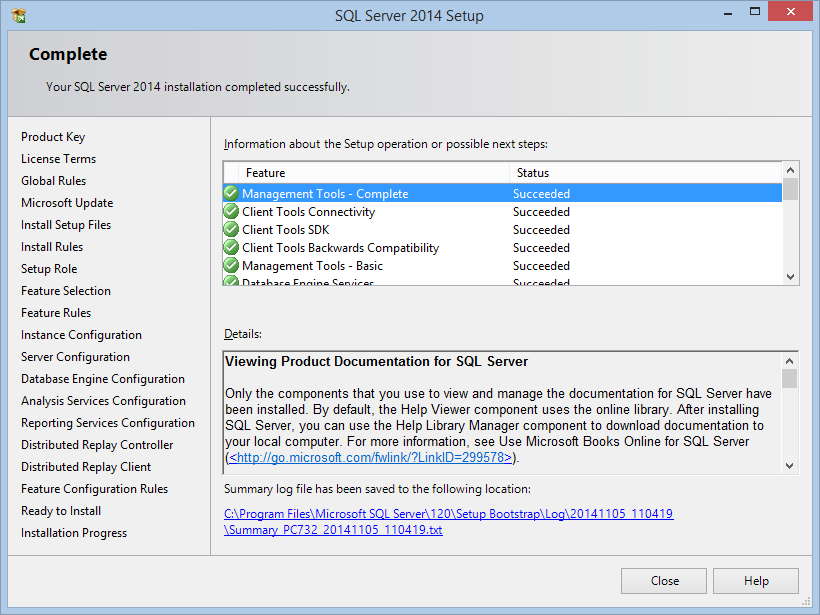 SQL Server 2014 Setup
Complete
Your SQL Server 2014 installation completed successfully.
Product Key
License Terms
Global Rules
Microsoft Update
Install Setup Files
Install Rules
Setup Role
Feature Selection
Feature Rules
Instance Configuration
Server Configuration
Database Engine Configuration
Analysis Services Configuration
Reporting Services Configuration
Distributed Replay Controller
Distributed Replay Client
Feature Configuration Rules
Ready to Install
Installation Progress
Information about the Setup operation or possible next steps:
Feature Status
Management Tools - Complete Succeeded
Client Tools Connectivity Succeeded
Client Tools SDK Succeeded
Client Tools Backwards Compatibility Succeeded
Management Tools - Basic Succeeded
Database Engine Services Succeeded
Details:
Viewing Product Documentation for SQL Server
Only the components that you use to view and manage the documentation for SQL Server have
been installed. By default, the Help Viewer component uses the online library. After installing
SQL Server, you can use the Help Library Manager component to download documentation to
your local computer. For more information, see Use Microsoft Books Online for SQL Server
(<http://go.microsoft.com/fwlink/?LinkID=299578>).
Summary log file has been saved to the following location:
C:\Program Files\Microsoft SQL Server\120\Setup Bootstrap\Log\20141105_110419
\Summary_PC732_20141105_110419.txt
Close Help